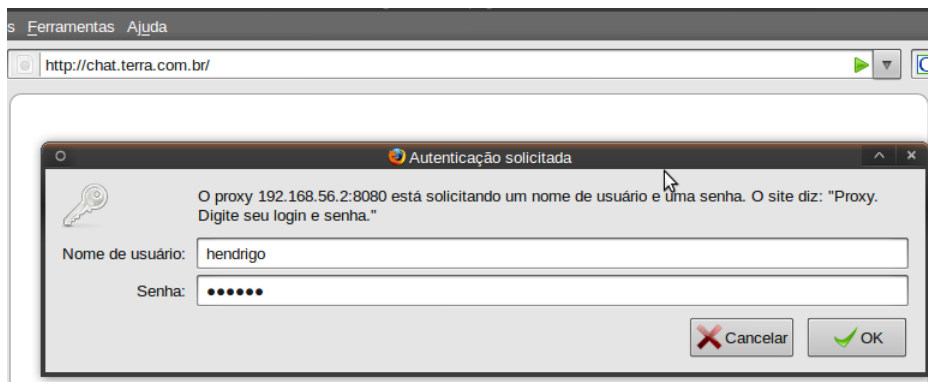 s Ferramentas Ajuda
http://chat.terra.com.br/
Autenticação solicitada
O proxy 192.168.56.2:8080 está solicitando um nome de usuário e uma senha. O site diz: "Proxy.
Digite seu login e senha."
Nome de usuário: hendrigo
Senha: ●●●●●●
Cancelar OK